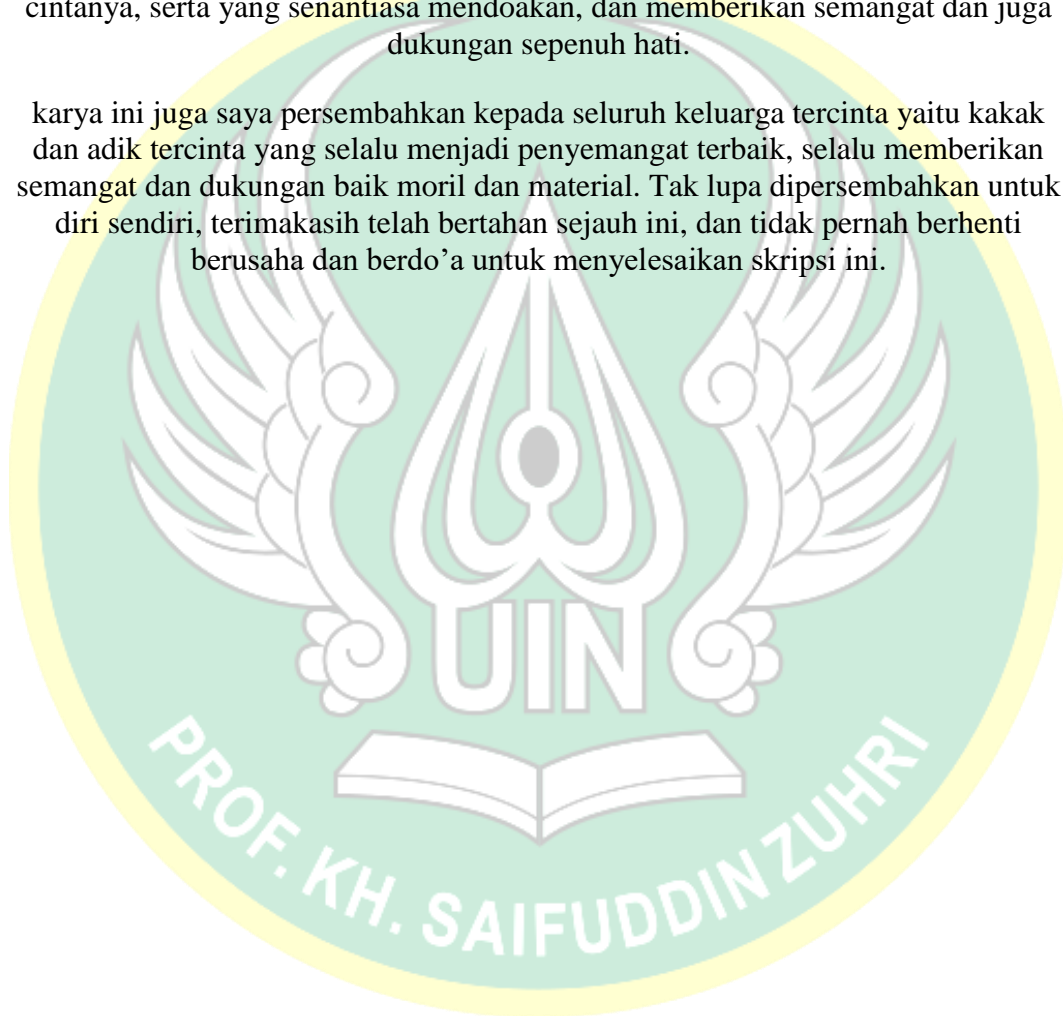 cintanya, serta yang senantiasa mendoakan, dan memberikan semangat dan juga
dukungan sepenuh hati.
karya ini juga saya persembahkan kepada seluruh keluarga tercinta yaitu kakak
dan adik tercinta yang selalu menjadi penyemangat terbaik, selalu memberikan
semangat dan dukungan baik moril dan material. Tak lupa dipersembahkan untuk
diri sendiri, terimakasih telah bertahan sejauh ini, dan tidak pernah berhenti
berusaha dan berdo’a untuk menyelesaikan skripsi ini.
UIN
PROF. KH. SAIFUDDIN ZUHRI